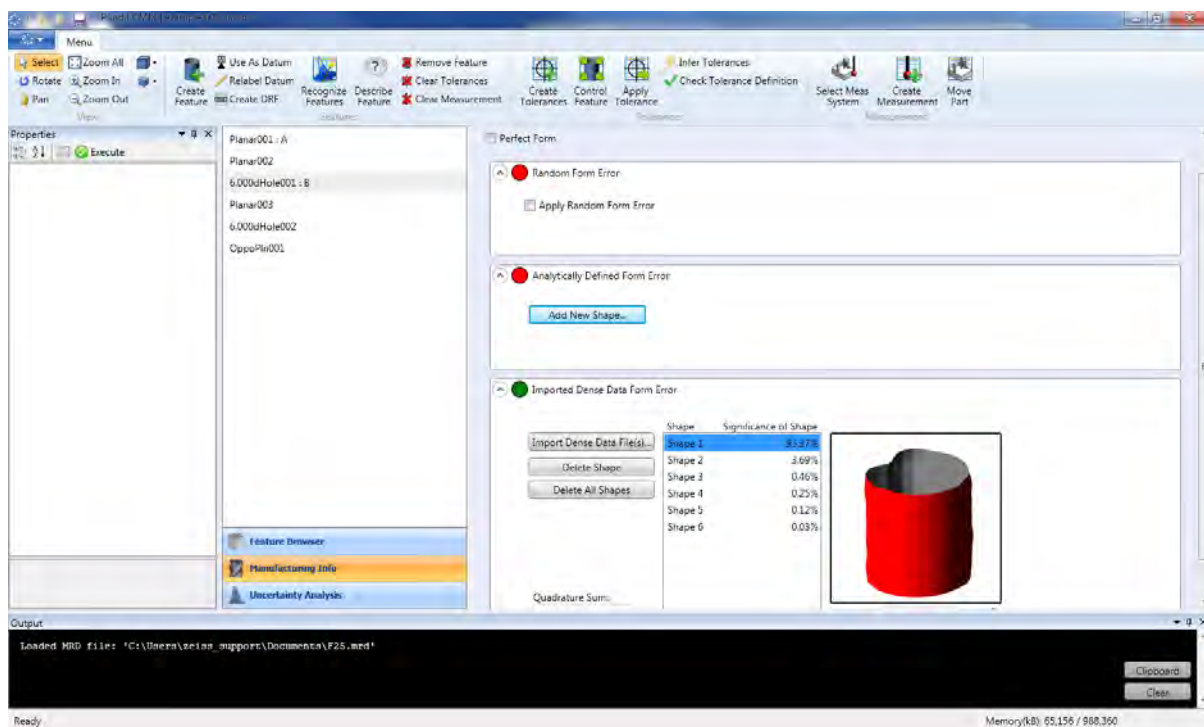 Menu
Select
Zoom All
Rotate
Zoom In
Pan
Zoom Out
View
Create Feature
Use As Datum
Relabel Datum
Create DRF
Recognize Features
Describe Feature
Remove Feature
Clear Tolerances
Clear Measurement
Features
Create Tolerances
Control Feature
Apply Tolerance
Infer Tolerances
Check Tolerance Definition
Tolerances
Select Meas System
Create Measurement
Move Part
Measurement
Properties
Execute
Planar001 : A
Planar002
6.000dHole001 : B
Planar003
6.000dHole002
OppoPln001
Feature Browser
Manufacturing Info
Uncertainty Analysis
Perfect Form
Random Form Error
Apply Random Form Error
Analytically Defined Form Error
Add New Shape...
Imported Dense Data Form Error
Import Dense Data File(s)...
Delete Shape
Delete All Shapes
Shape Significance of Shape
Shape 1
Shape 2 3.69%
Shape 3 0.46%
Shape 4 0.25%
Shape 5 0.12%
Shape 6 0.03%
Quadrature Sum:
Output
Loaded MRD file: 'C:\Users\zeiss_support\Documents\F25.mrd'
Clipboard
Clear
Ready
Memory(kB): 65,156 / 988,360